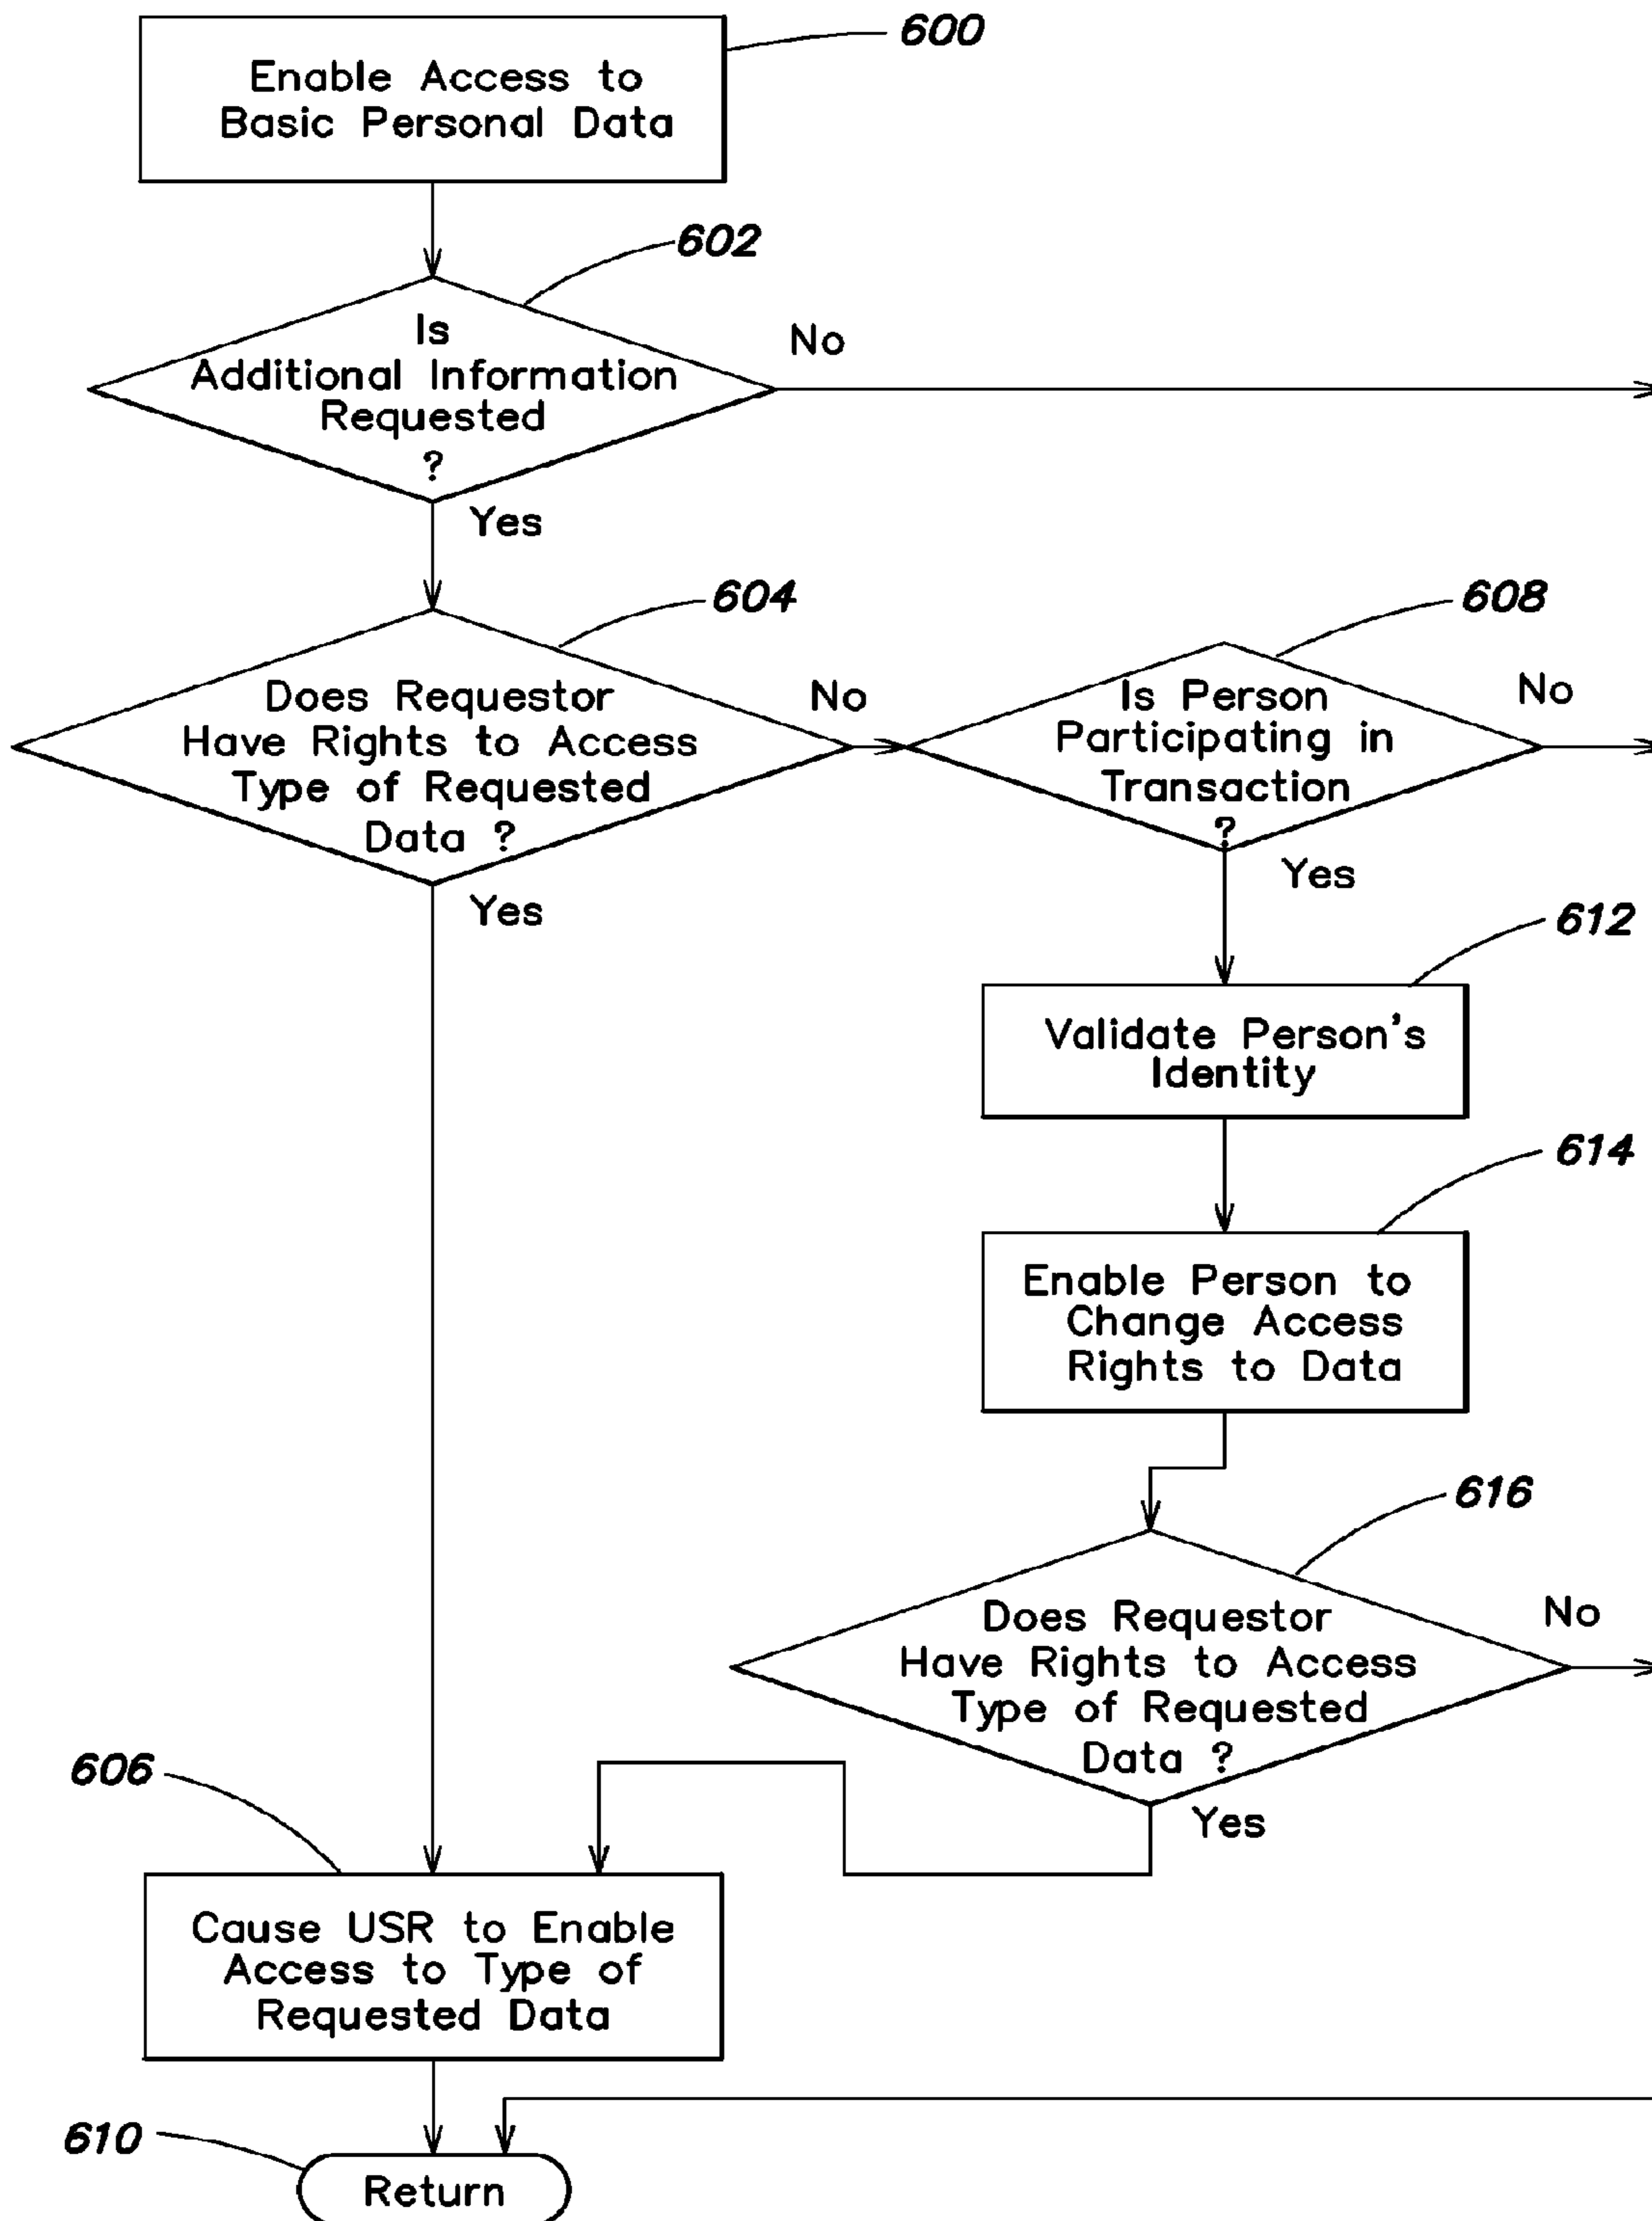 600
Enable Access to
Basic Personal Data
602
Is
Additional Information
Requested
?
No
Yes
604
Does Requestor
Have Rights to Access
Type of Requested
Data ?
No
Yes
608
Is Person
Participating in
Transaction
?
No
Yes
612
Validate Person's
Identity
614
Enable Person to
Change Access
Rights to Data
616
Does Requestor
Have Rights to Access
Type of Requested
Data ?
No
Yes
606
Cause USR to Enable
Access to Type of
Requested Data
610
Return